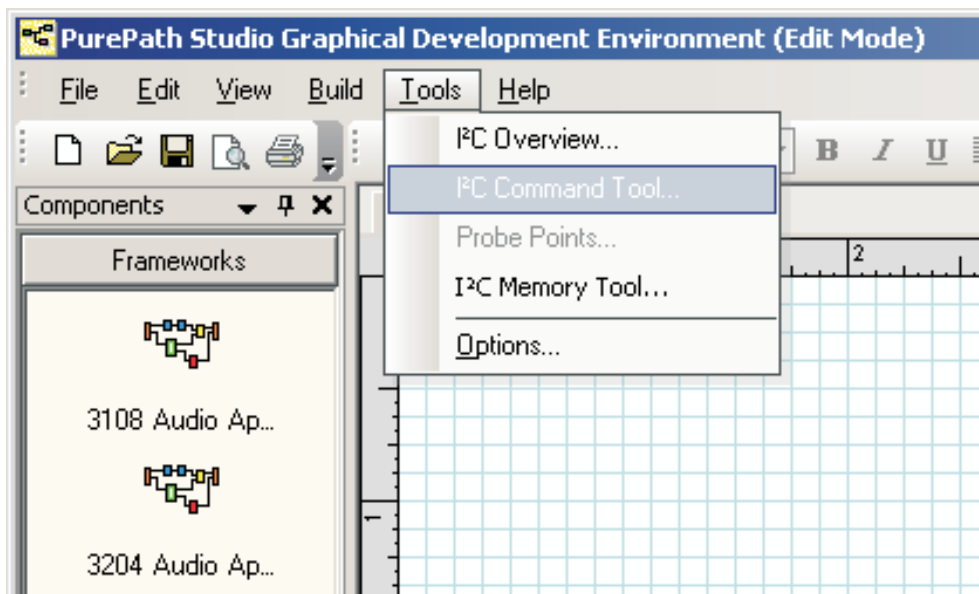 PurePath Studio Graphical Development Environment (Edit Mode)
File Edit View Build Tools Help
I²C Overview...
B I U
I²C Command Tool...
Components
Probe Points...
Frameworks
2
I²C Memory Tool...
Options...
3108 Audio Ap...
1
3204 Audio Ap...